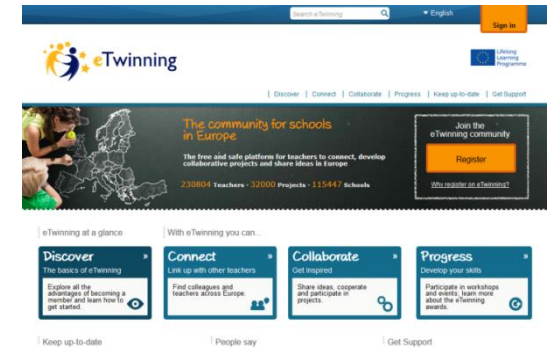 Search eTwinning
English
Sign in
eTwinning
Lifelong
Learning
Programme
| Discover | Connect | Collaborate | Progress | Keep up-to-date | Get Support
The community for schools
in Europe
The free and safe platform for teachers to connect, develop
collaborative projects and share ideas in Europe
230804 Teachers · 32000 Projects · 115447 Schools
Join the
eTwinning community
Register
Why register on eTwinning?
eTwinning at a glance
With eTwinning you can...
Discover »
The basics of eTwinning
Explore all the
advantages of becoming a
member and learn how to
get started.
Connect »
Link up with other teachers
Find colleagues and
teachers across Europe.
Collaborate »
Get Inspired
Share ideas, cooperate
and participate in
projects.
Progress »
Develop your skills
Participate in workshops
and events; learn more
about the eTwinning
awards.
Keep up-to-date
People say
Get Support